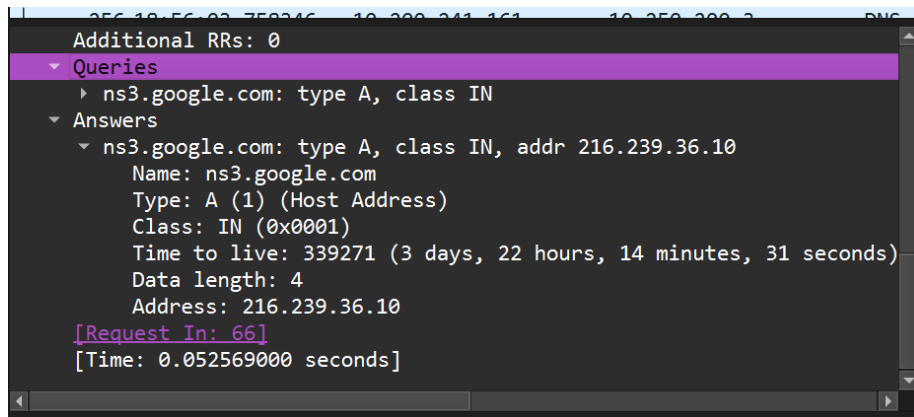 Additional RRs: 0
Queries
ns3.google.com: type A, class IN
Answers
ns3.google.com: type A, class IN, addr 216.239.36.10
Name: ns3.google.com
Type: A (1) (Host Address)
Class: IN (0x0001)
Time to live: 339271 (3 days, 22 hours, 14 minutes, 31 seconds)
Data length: 4
Address: 216.239.36.10
[Request In: 66]
[Time: 0.052569000 seconds]